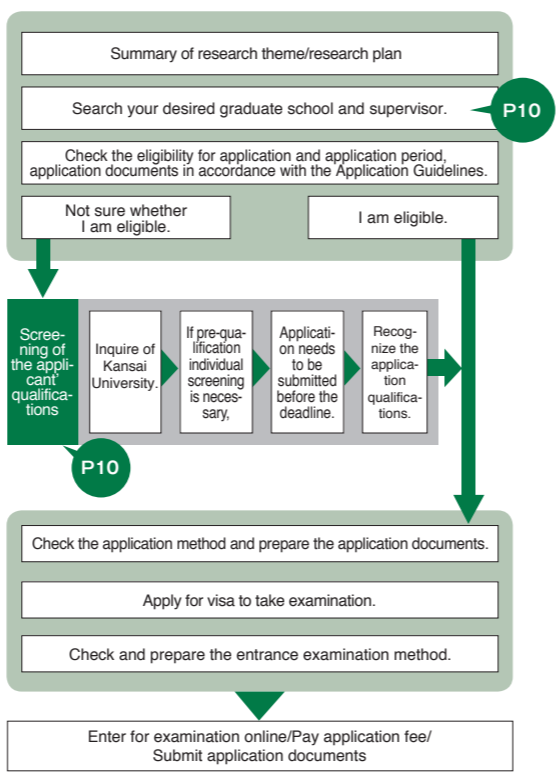 Summary of research theme/research plan
Search your desired graduate school and supervisor.
P10
Check the eligibility for application and application period,
application documents in accordance with the Application Guidelines.
Not sure whether
I am eligible.
I am eligible.
Scree-
ning of
the appli-
cant'
qualifica-
tions
P10
Inquire of
Kansai
University.
If pre-qua-
lification
individual
screening
is neces-
sary,
Applicati-
on needs
to be
submitted
before the
deadline.
Recog-
nize the
applica-
tion
qualifica-
tions.
Check the application method and prepare the application documents.
Apply for visa to take examination.
Check and prepare the entrance examination method.
Enter for examination online/Pay application fee/
Submit application documents